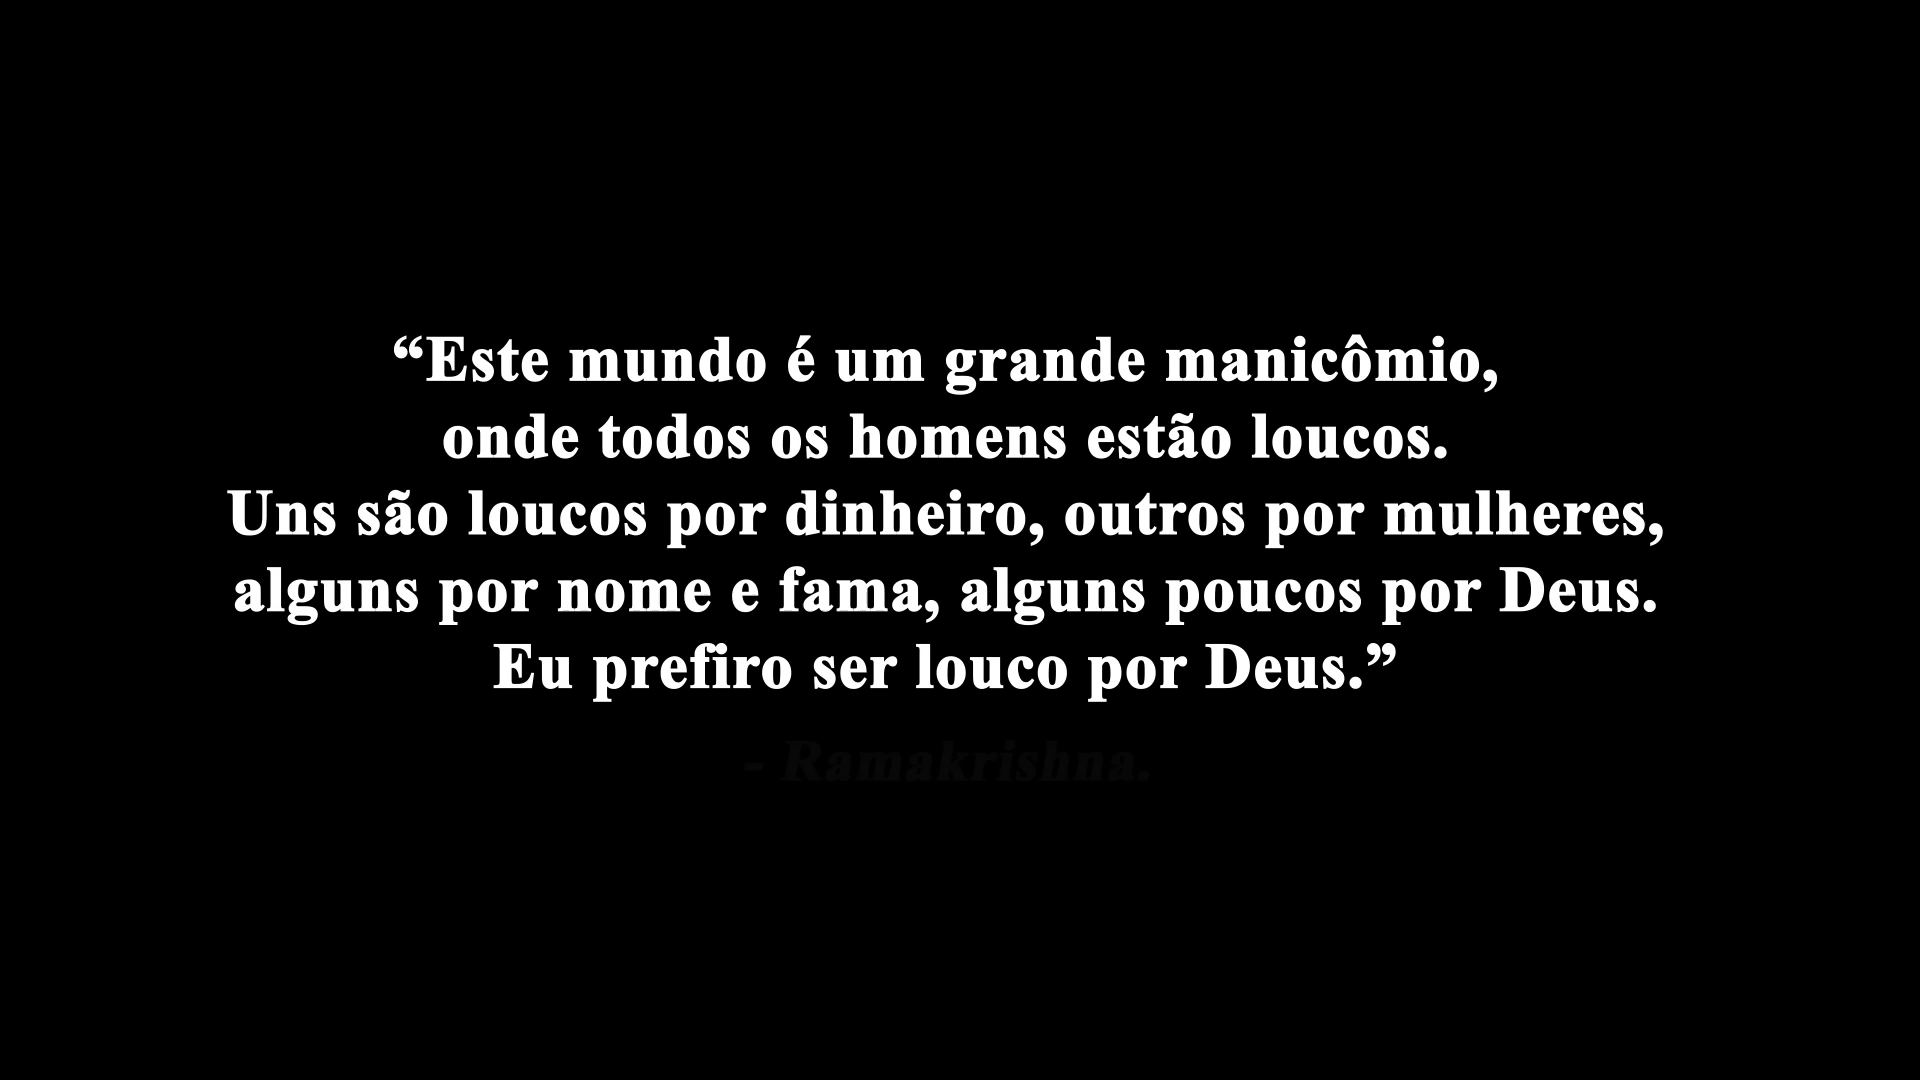 “Este mundo é um grande manicômio,
onde todos os homens estão loucos.
Uns são loucos por dinheiro, outros por mulheres,
alguns por nome e fama, alguns poucos por Deus.
Eu prefiro ser louco por Deus.”
- Ramakrishna.